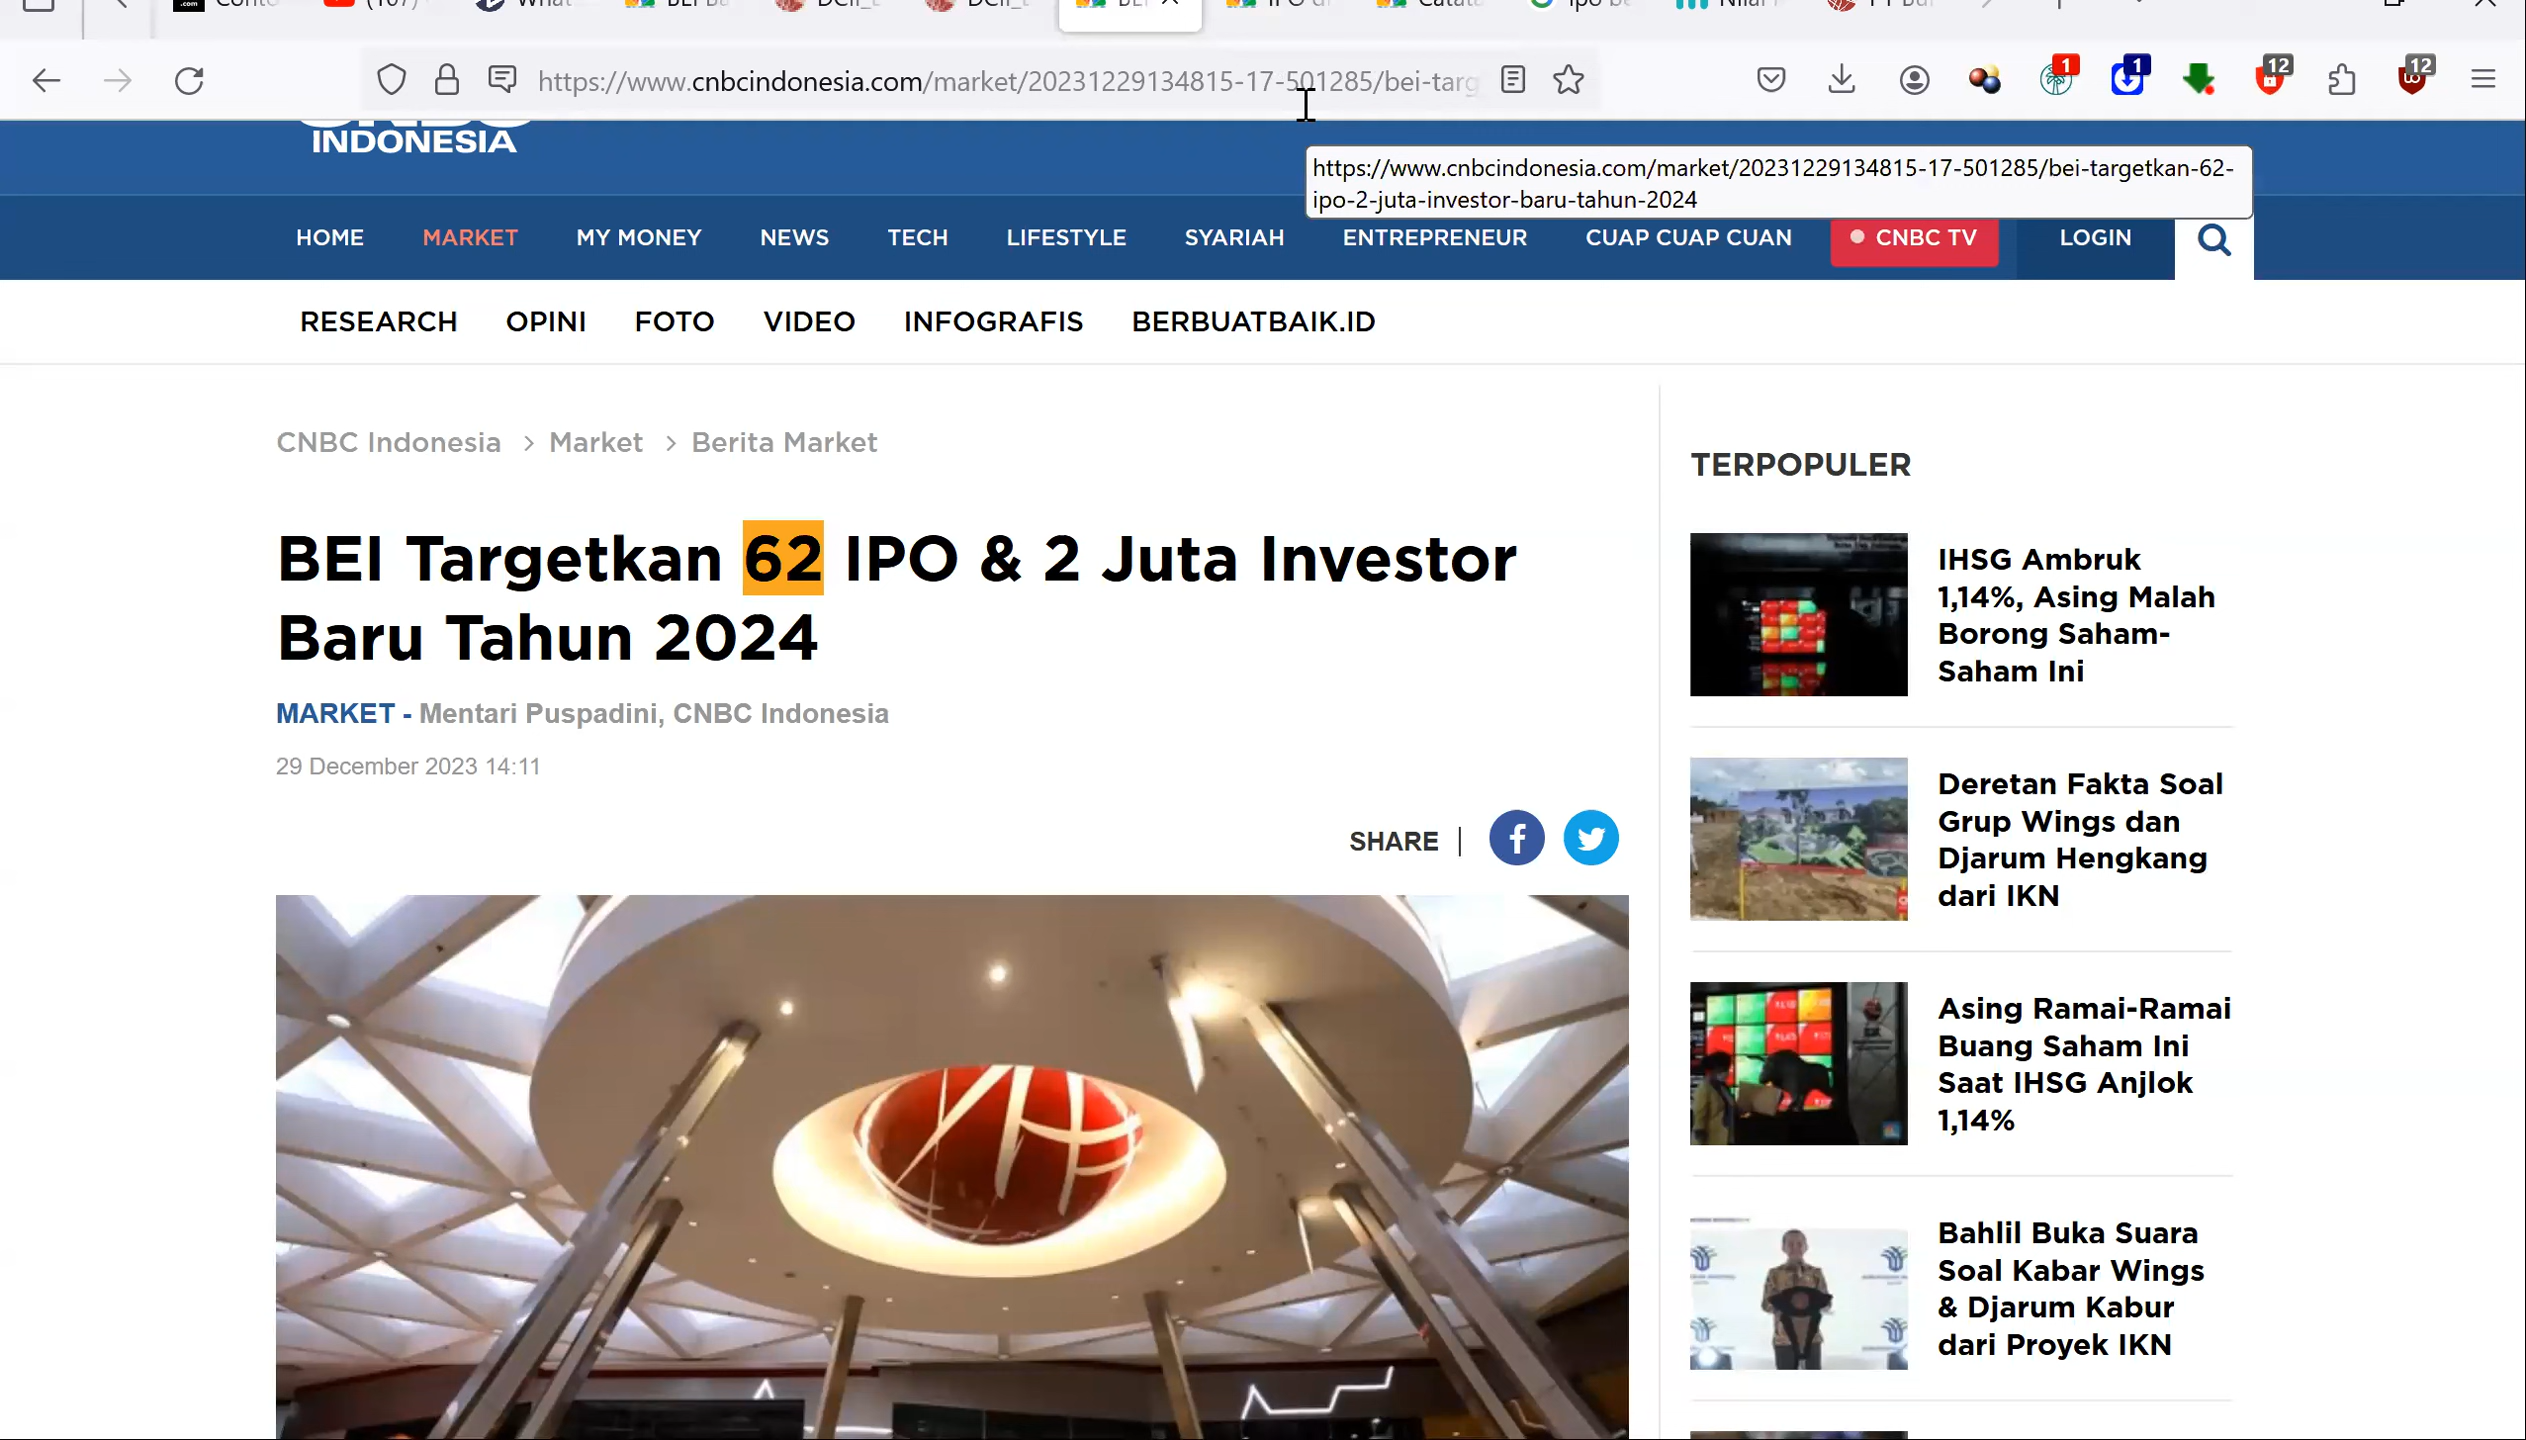 (167)
https://www.cnbcindonesia.com/market/20231229134815-17-501285/bei-targ
1
1
12
12
INDONESIA
https://www.cnbcindonesia.com/market/20231229134815-17-501285/bei-targetkan-62-
ipo-2-juta-investor-baru-tahun-2024
HOME MARKET MY MONEY NEWS TECH LIFESTYLE SYARIAH ENTREPRENEUR CUAP CUAP CUAN CNBC TV LOGIN
RESEARCH OPINI FOTO VIDEO INFOGRAFIS BERBUATBAIK.ID
CNBC Indonesia > Market > Berita Market
BEI Targetkan 62 IPO & 2 Juta Investor
Baru Tahun 2024
MARKET - Mentari Puspadini, CNBC Indonesia
29 December 2023 14:11
SHARE |
TERPOPULER
IHSG Ambruk
1,14%, Asing Malah
Borong Saham-
Saham Ini
Deretan Fakta Soal
Grup Wings dan
Djarum Hengkang
dari IKN
Asing Ramai-Ramai
Buang Saham Ini
Saat IHSG Anjlok
1,14%
Bahlil Buka Suara
Soal Kabar Wings
& Djarum Kabur
dari Proyek IKN